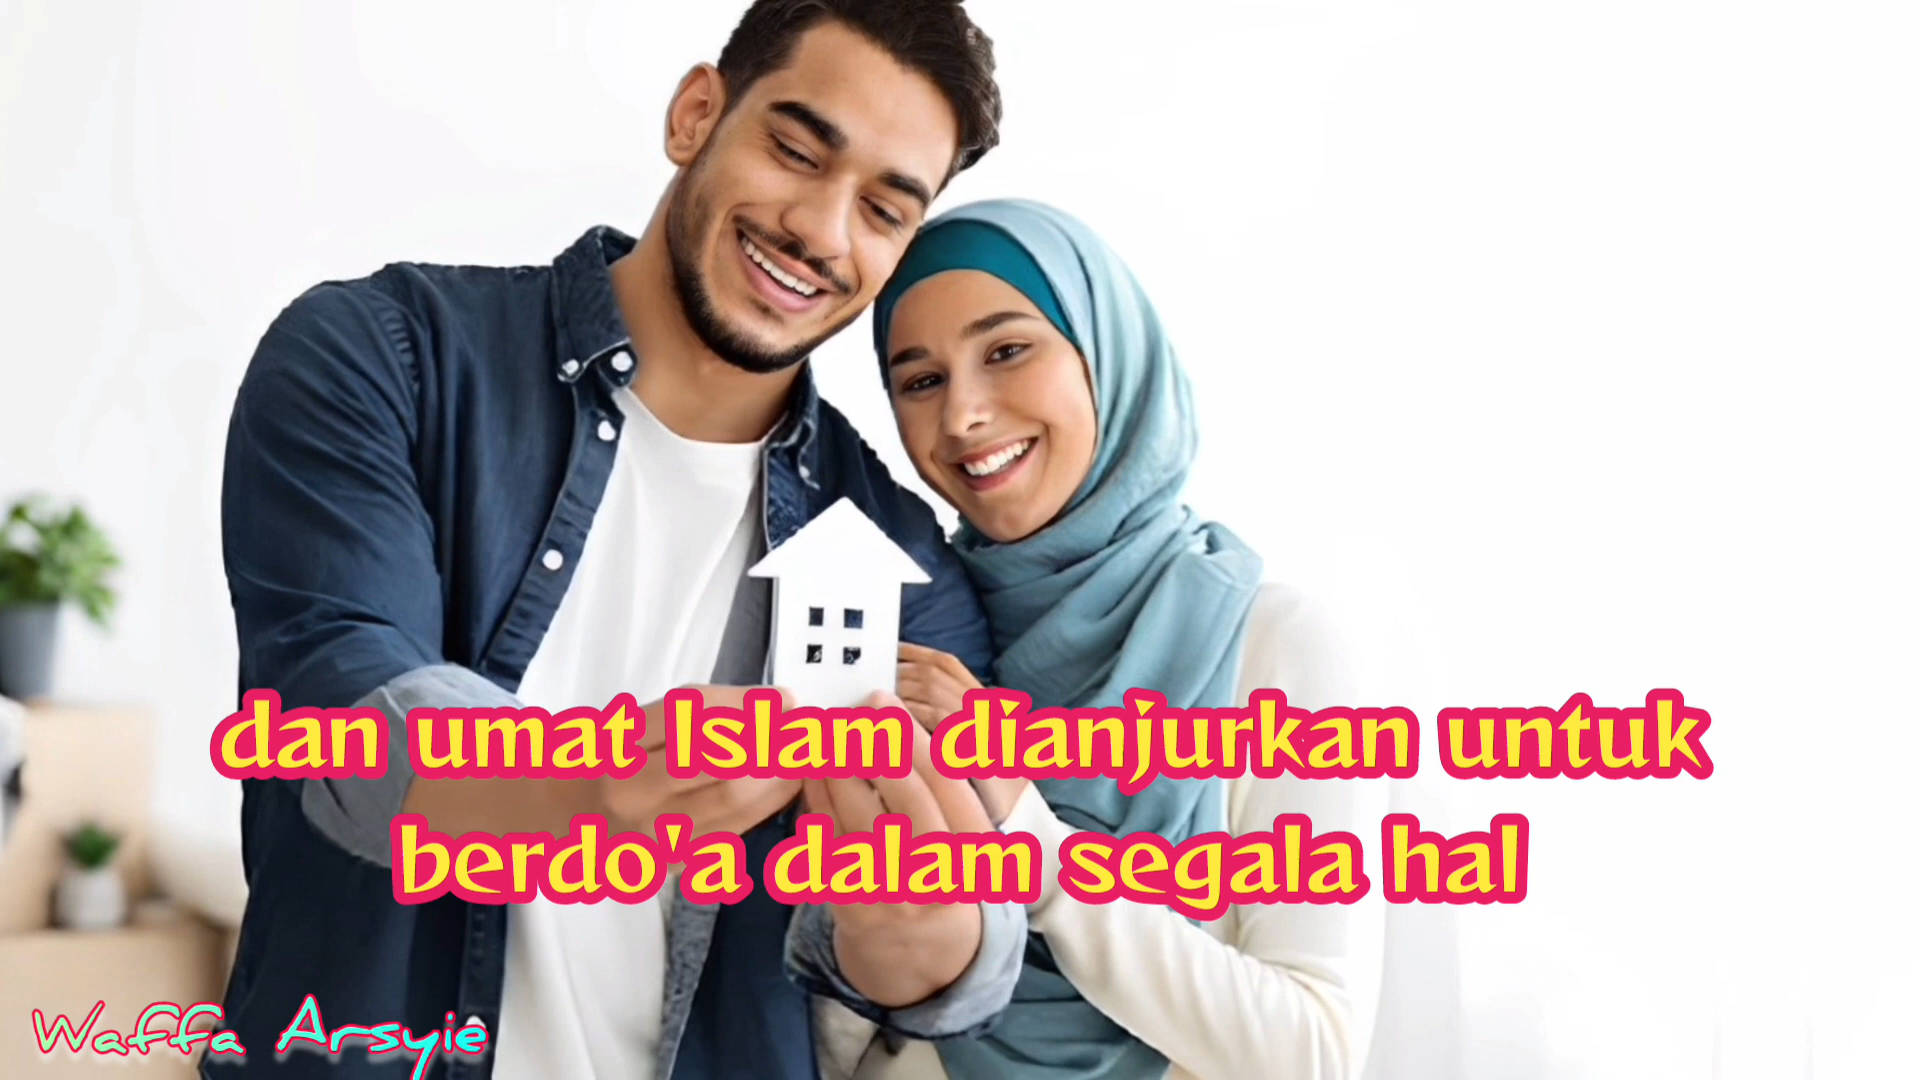 dan umat Islam dianjurkan untuk
berdo'a dalam segala hal
Waffa Arsyie